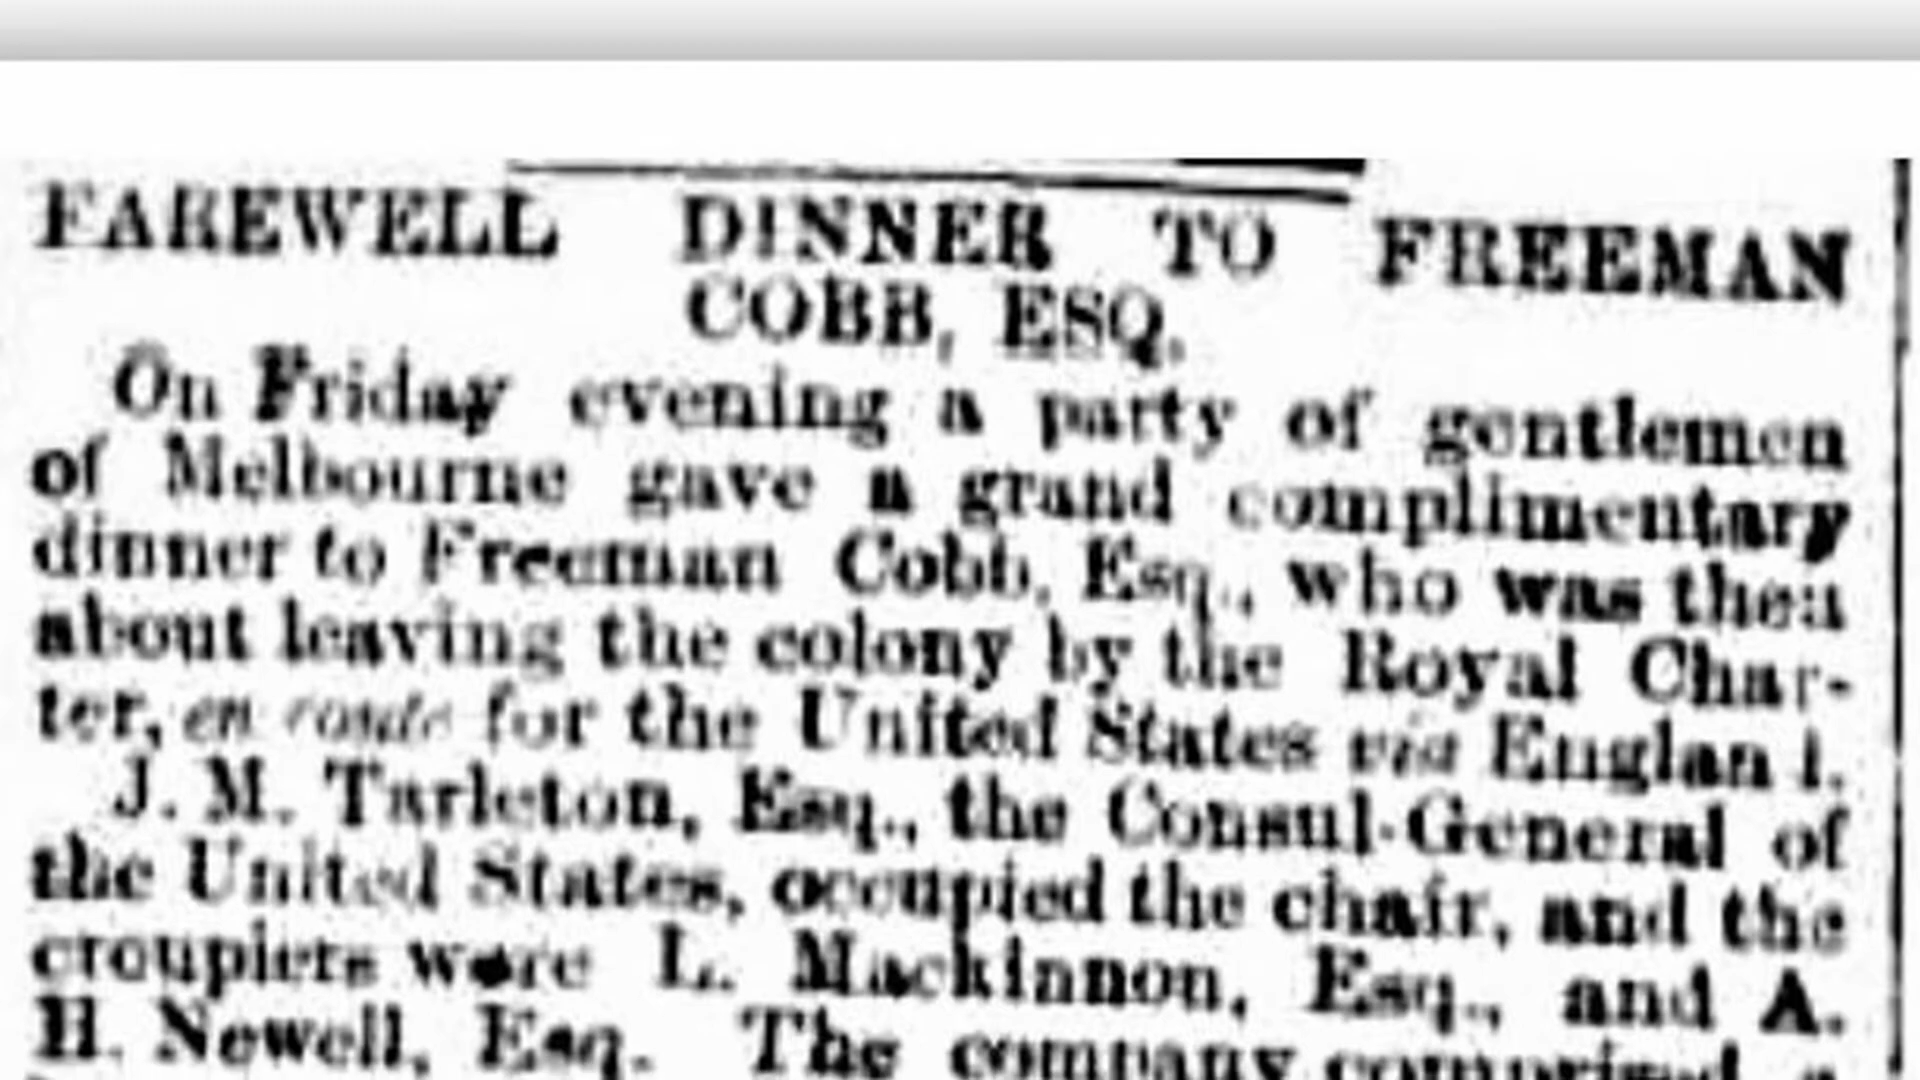 FAREWELL DINNER TO FREEMAN
COBB, ESQ.
On Friday evening a party of gentlemen
of Melbourne gave a grand complimentary
dinner to Freeman Cobb, Esq., who was then
about leaving the colony by the Royal Char-
ter, en route for the United States via England.
J. M. Tarleton, Esq., the Consul-General of
the United States, occupied the chair, and the
croupiers were L. Mackinnon, Esq., and A.
H. Newell, Esq. The company comprised a